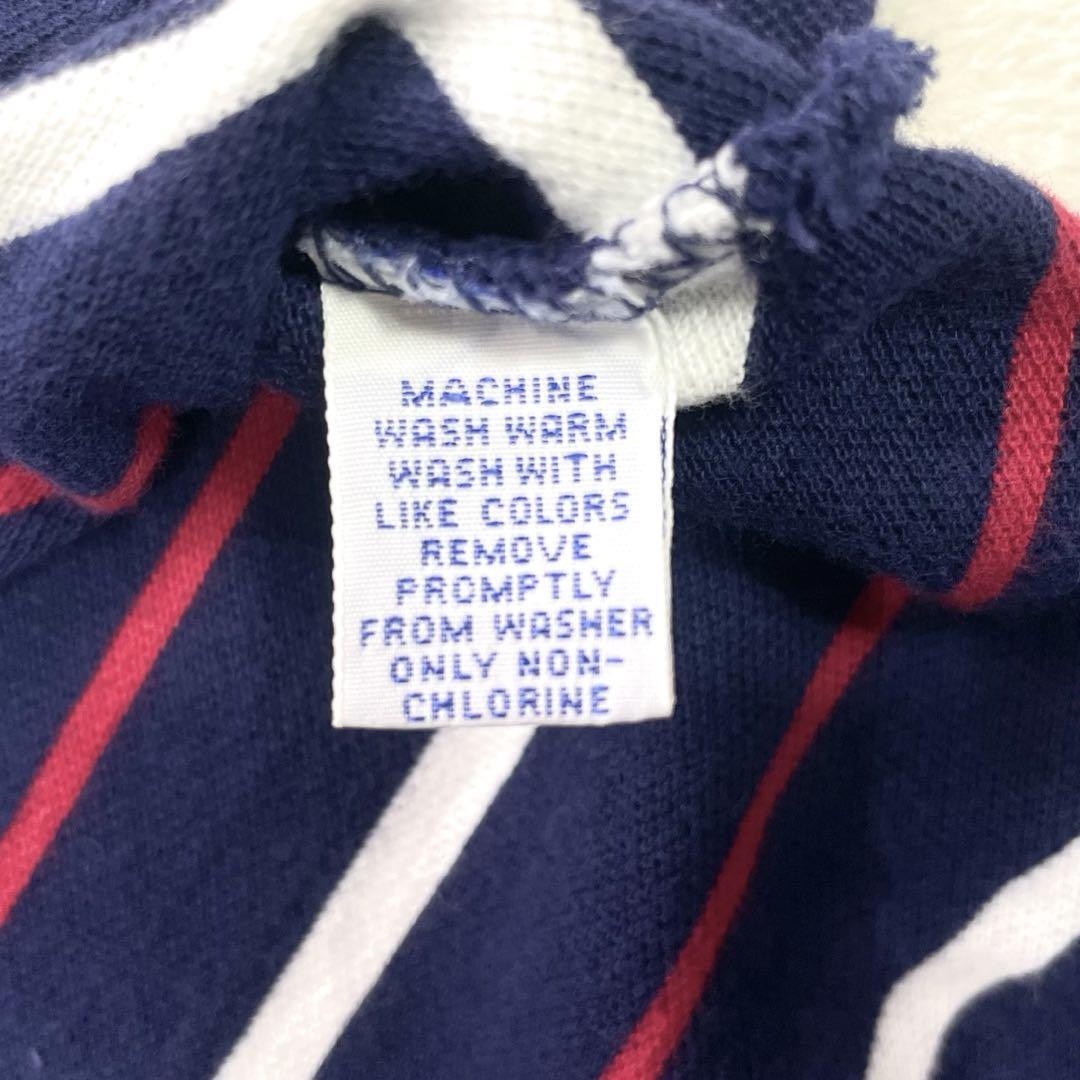 MACHINE
WASH WARM
WASH WITH
LIKE COLORS
REMOVE
PROMPTLY
FROM WASHER
ONLY NON-
CHLORINE